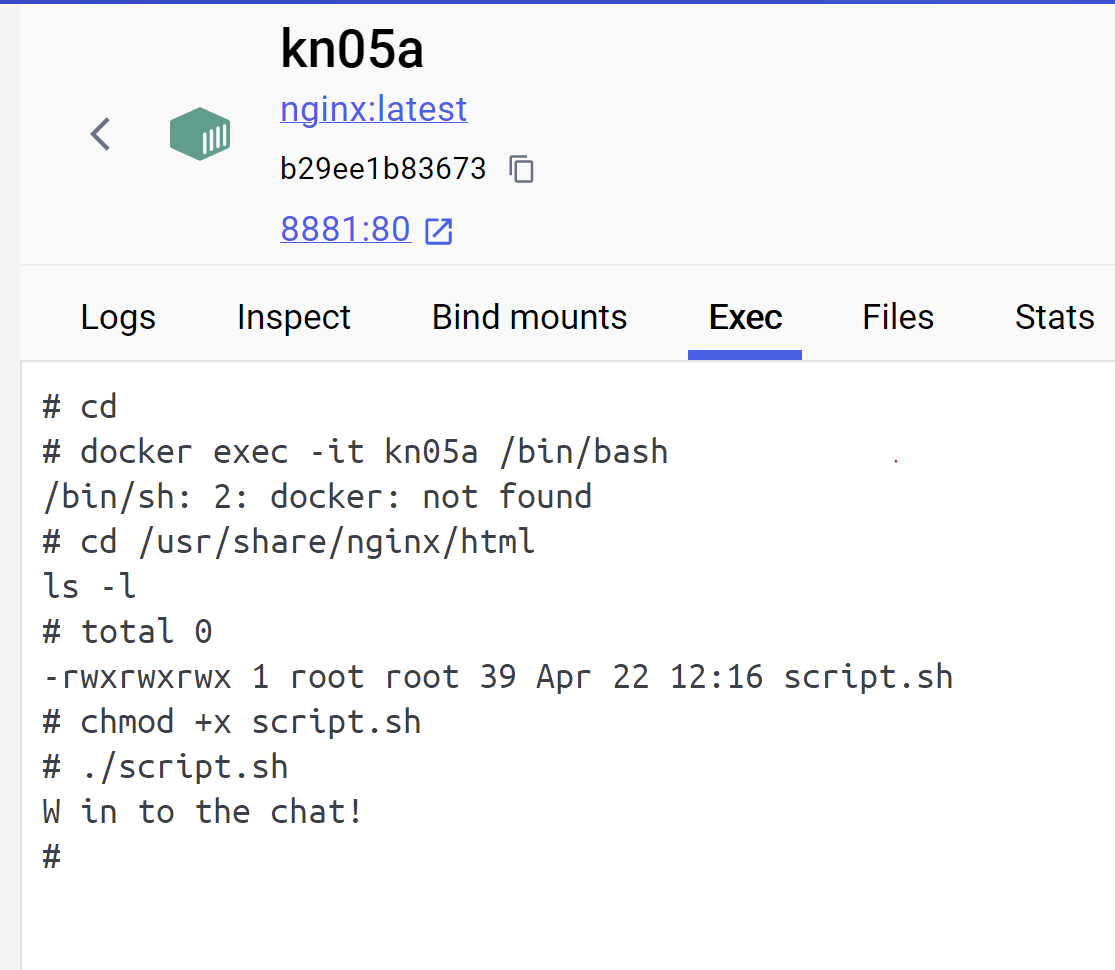 kn05a
nginx:latest
b29ee1b83673
8881:80
Logs Inspect Bind mounts Exec Files Stats
# cd
# docker exec -it kn05a /bin/bash
/bin/sh: 2: docker: not found
# cd /usr/share/nginx/html
ls -l
# total 0
-rwxrwxrwx 1 root root 39 Apr 22 12:16 script.sh
# chmod +x script.sh
# ./script.sh
W in to the chat!
#